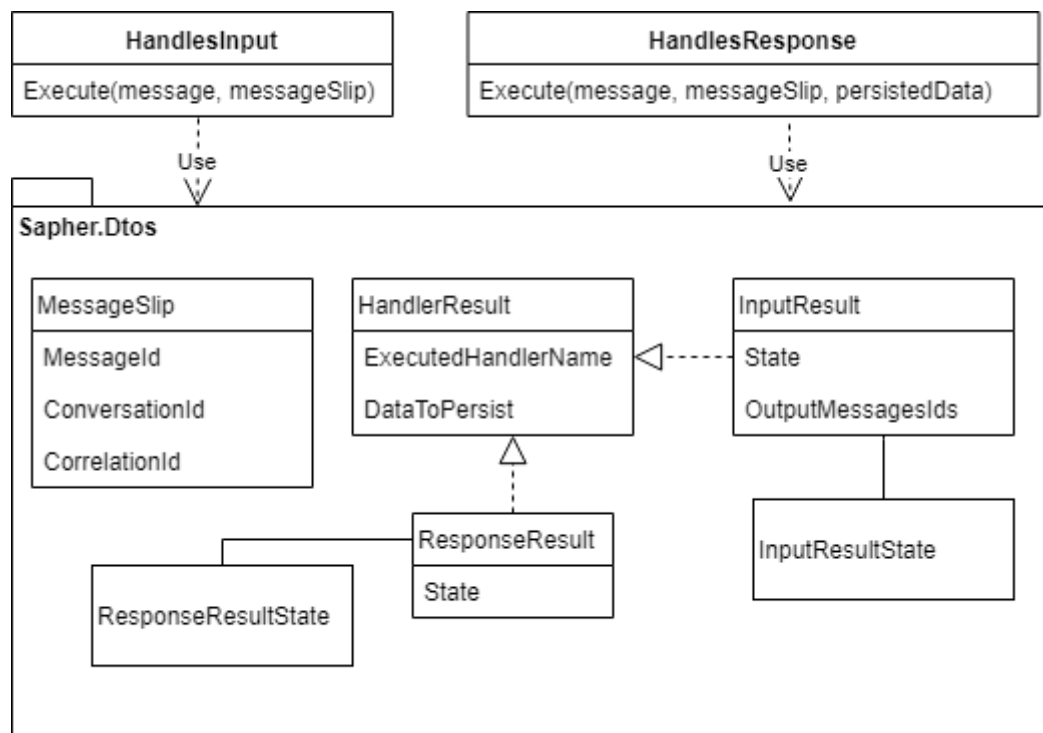 HandlesInput
Execute(message, messageSlip)
HandlesResponse
Execute(message, messageSlip, persistedData)
Use
Use
Sapher.Dtos
MessageSlip
MessageId
ConversationId
CorrelationId
HandlerResult
ExecutedHandlerName
DataToPersist
InputResult
State
OutputMessagesIds
ResponseResult
State
ResponseResultState
InputResultState